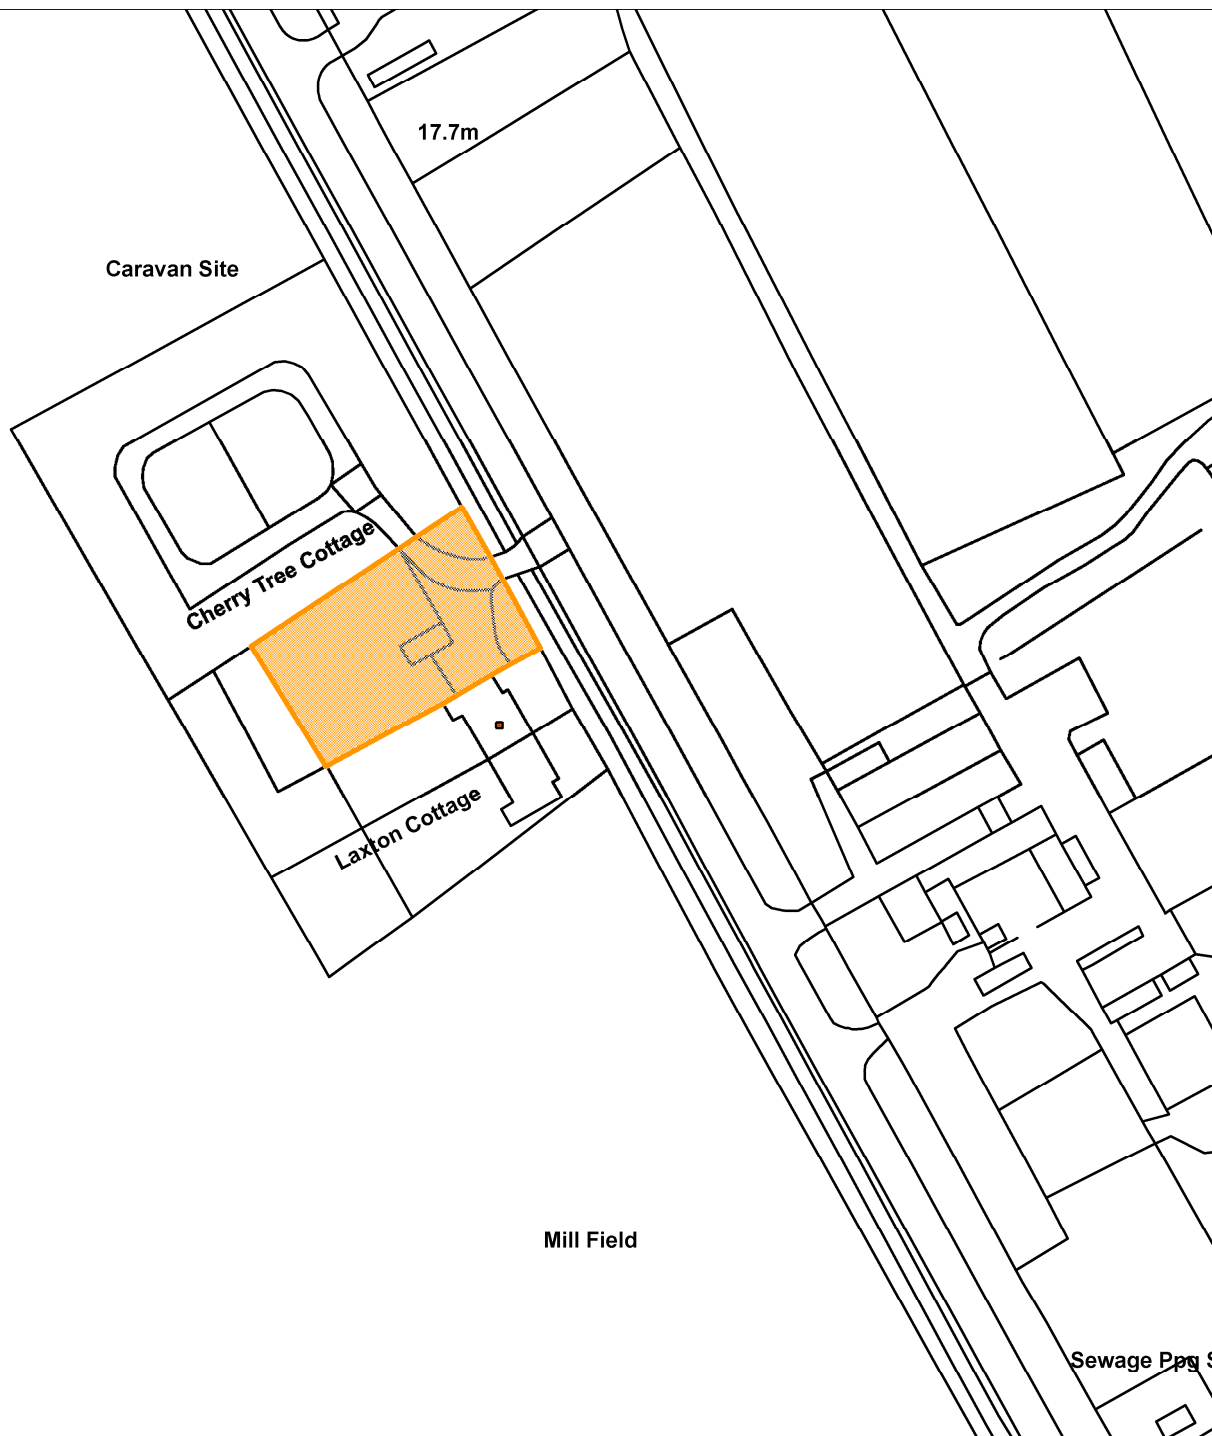 17.7m
Caravan Site
Cherry Tree Cottage
Laxton Cottage
Mill Field
Sewage Ppg S